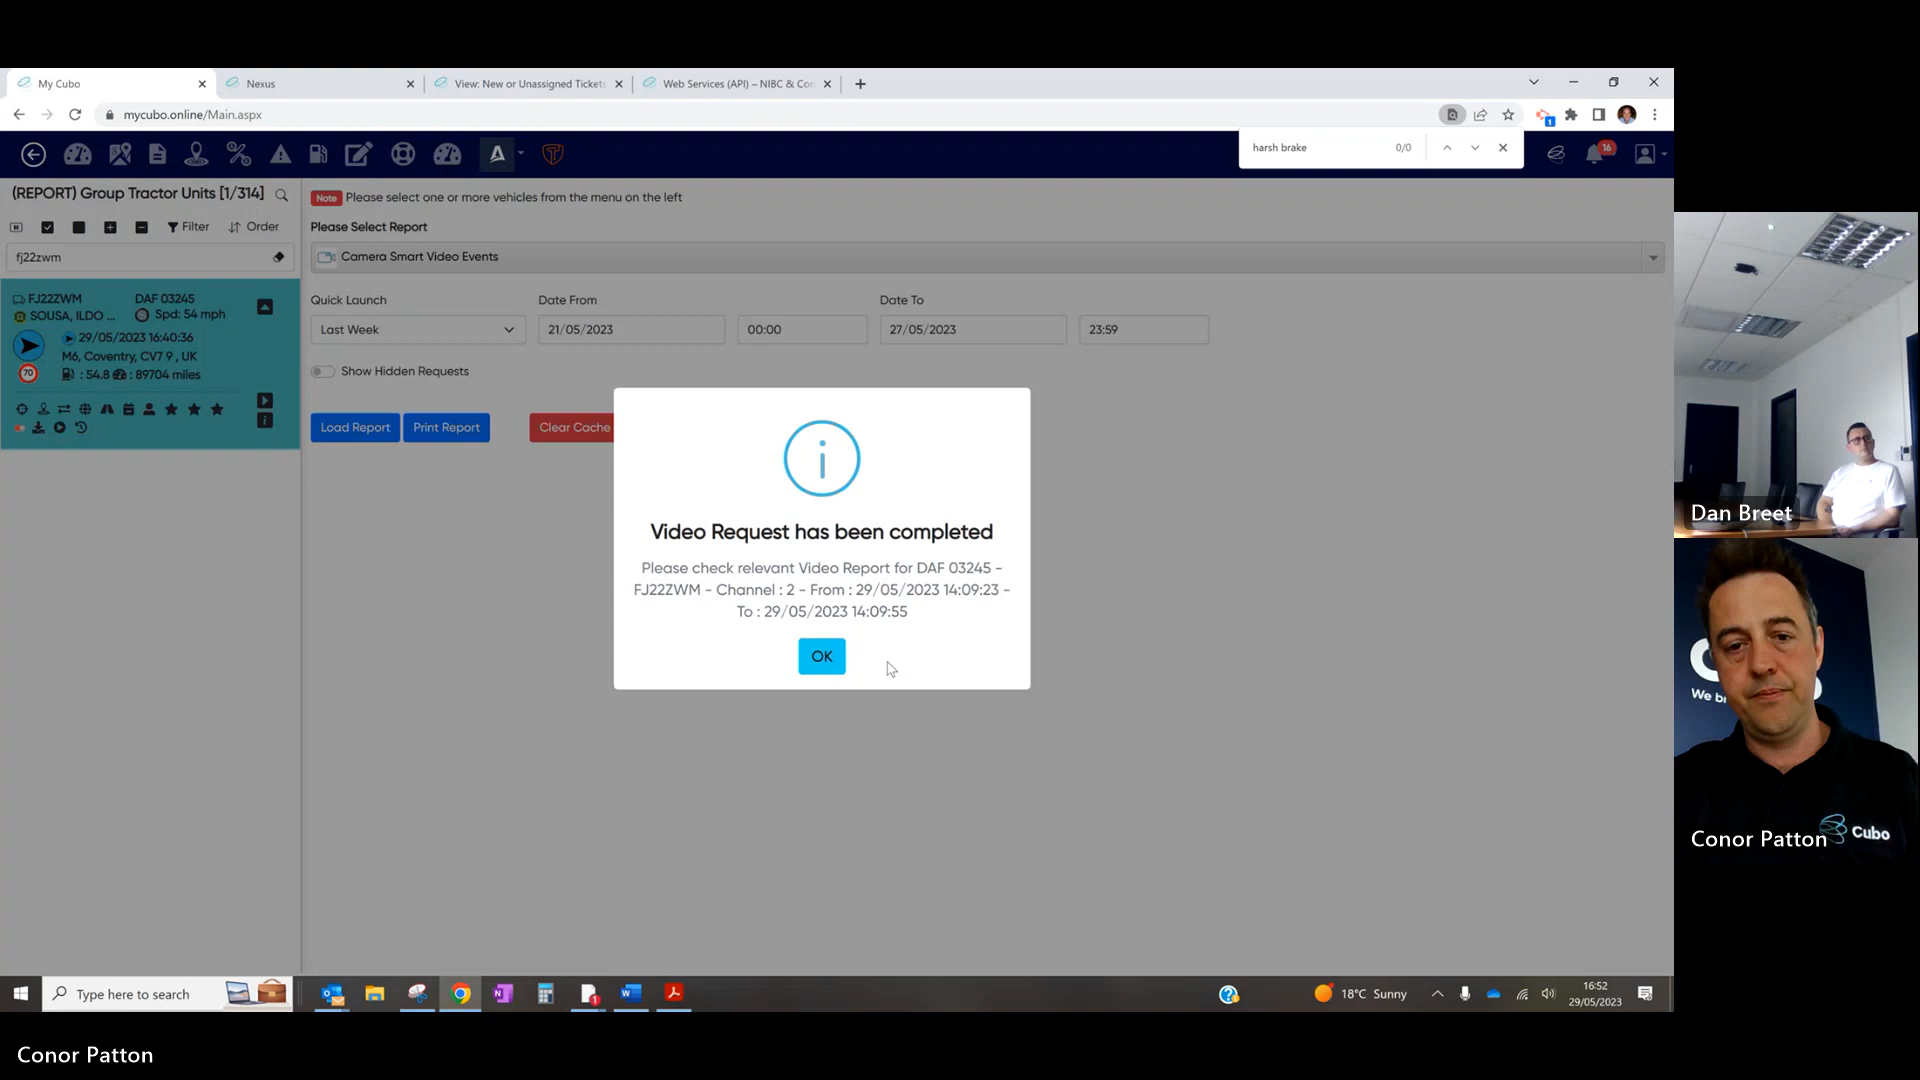 My Cubo
Nexus
View: New or Unassigned Tickets
Web Services (API) – NIBC & Con
mycubo.online/Main.aspx
1
harsh brake 0/0
16
(REPORT) Group Tractor Units [1/314]
Filter
Order
fj22zwm
FJ22ZWM DAF 03245
SOUSA, ILDO ... Spd: 54 mph
29/05/2023 16:40:36
M6, Coventry, CV7 9 , UK
70 : 54.8 : 89704 miles
Note Please select one or more vehicles from the menu on the left
Please Select Report
Camera Smart Video Events
Quick Launch Date From Date To
Last Week 21/05/2023 00:00 27/05/2023 23:59
Show Hidden Requests
Load Report Print Report Clear Cache
Video Request has been completed
Please check relevant Video Report for DAF 03245 -
FJ22ZWM - Channel : 2 - From : 29/05/2023 14:09:23 -
To : 29/05/2023 14:09:55
OK
Dan Breet
We b
Cubo
Conor Patton
Type here to search
18°C Sunny
16:52
29/05/2023
Conor Patton